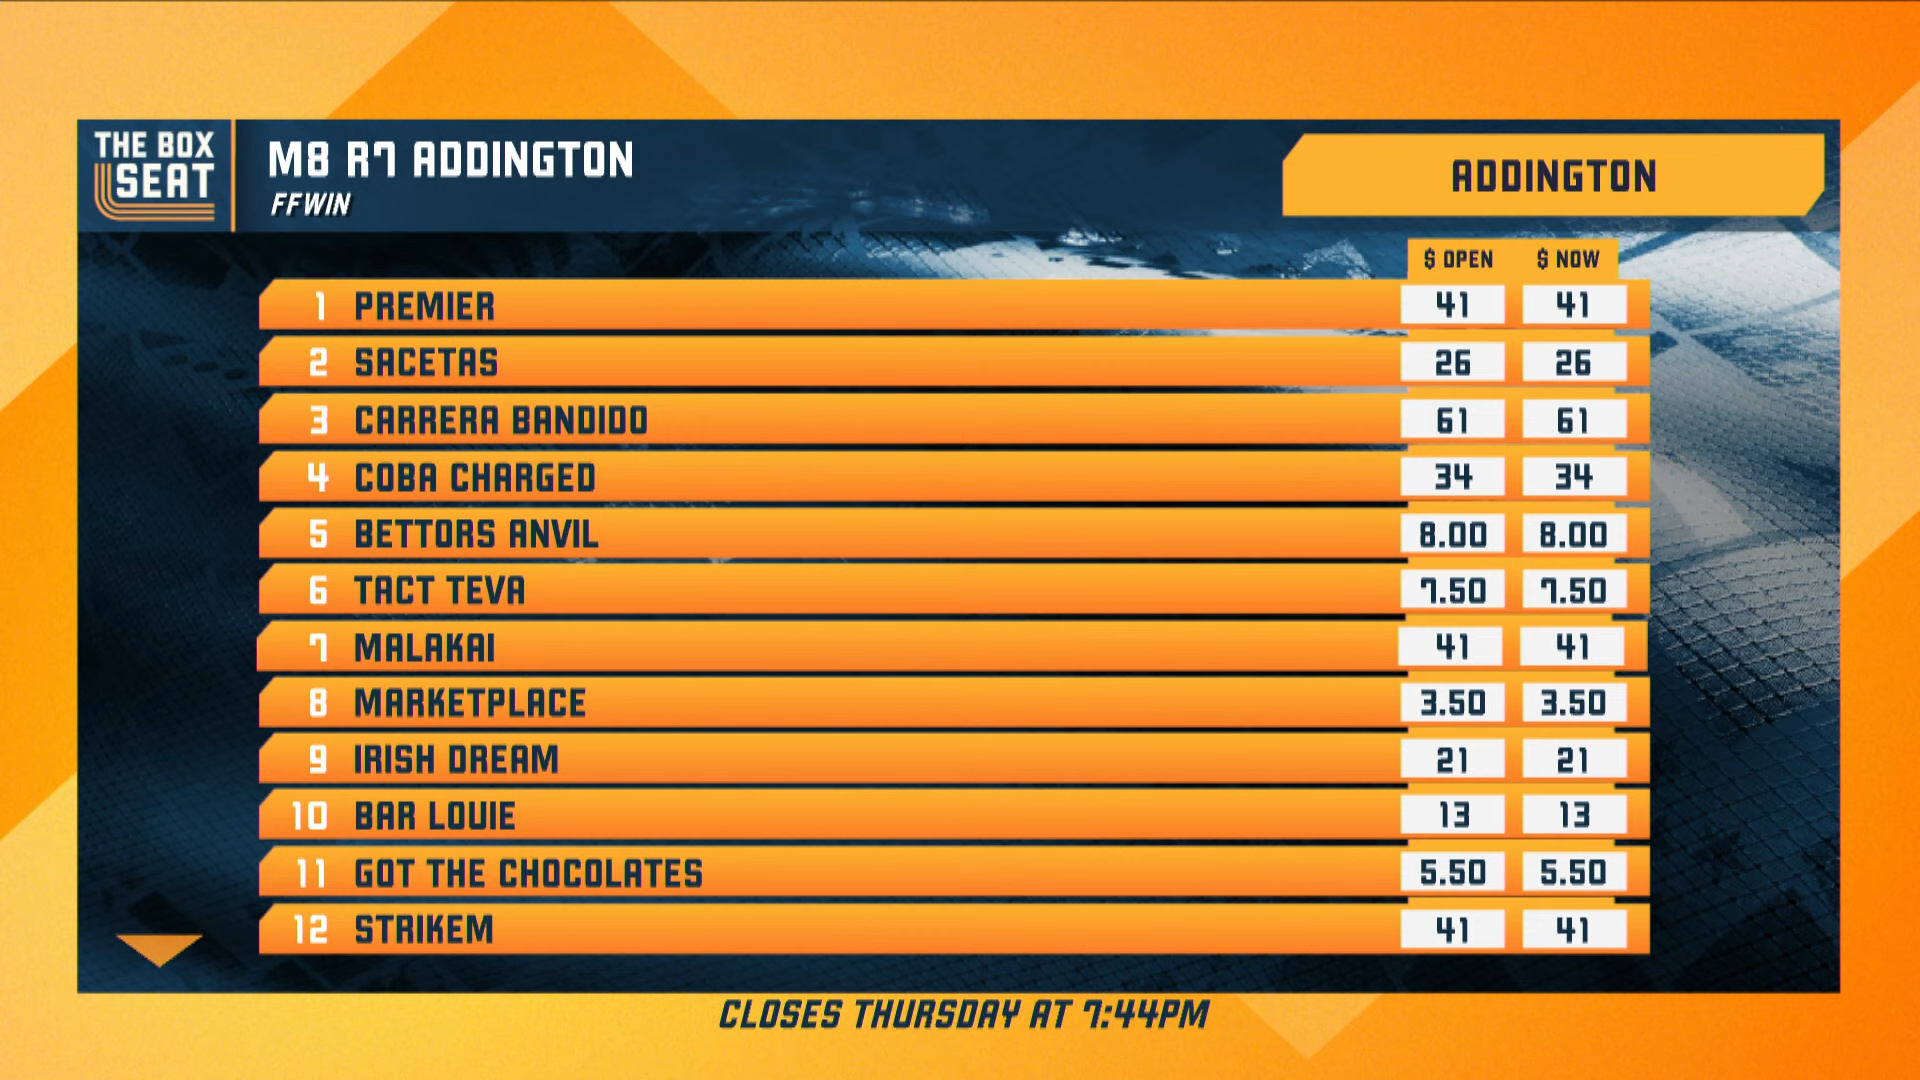 THE BOX
SEAT
M8 R7 ADDINGTON
FFWIN
ADDINGTON
$ OPEN $ NOW
1 PREMIER 41 41
2 SACETAS 26 26
3 CARRERA BANDIDO 61 61
4 COBA CHARGED 34 34
5 BETTORS ANVIL 8.00 8.00
6 TACT TEVA 7.50 7.50
7 MALAKAI 41 41
8 MARKETPLACE 3.50 3.50
9 IRISH DREAM 21 21
10 BAR LOUIE 13 13
11 GOT THE CHOCOLATES 5.50 5.50
12 STRIKEM 41 41
CLOSES THURSDAY AT 7:44PM